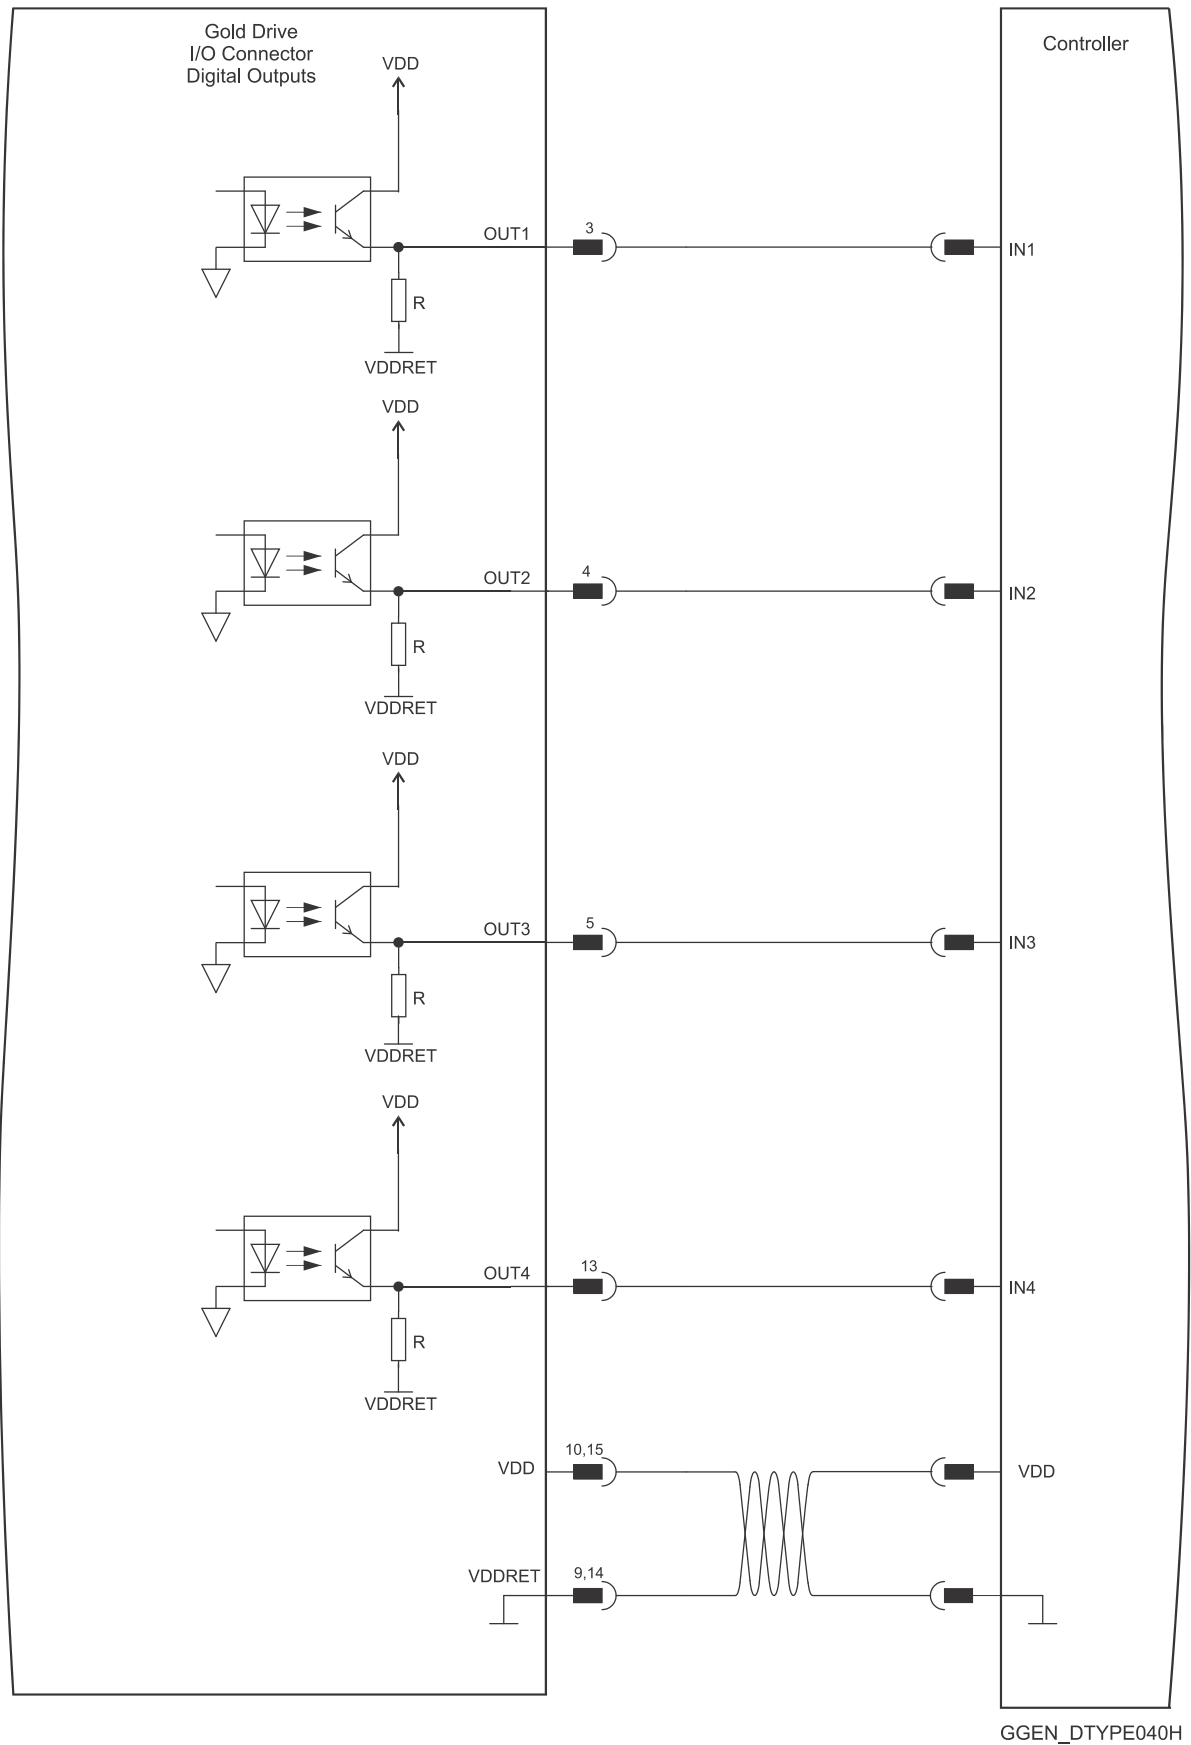 Gold Drive
I/O Connector
Digital Outputs
Controller
VDD
OUT1
3
IN1
R
VDDRET
VDD
OUT2
4
IN2
R
VDDRET
VDD
OUT3
5
IN3
R
VDDRET
VDD
OUT4
13
IN4
R
VDDRET
VDD
10,15
VDD
VDDRET
9,14
GGEN_DTYPE040H